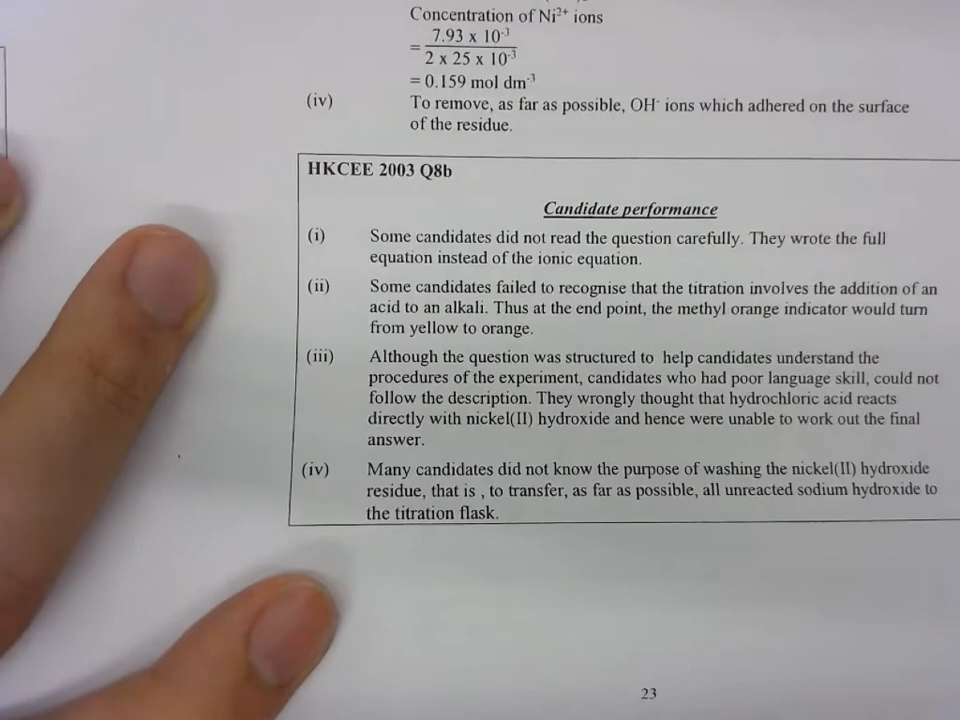 Concentration of Ni²⁺ ions
= 7.93 x 10⁻³ / 2 x 25 x 10⁻³
= 0.159 mol dm⁻³
(iv) To remove, as far as possible, OH⁻ ions which adhered on the surface
of the residue.
HKCEE 2003 Q8b
Candidate performance
(i) Some candidates did not read the question carefully. They wrote the full
equation instead of the ionic equation.
(ii) Some candidates failed to recognise that the titration involves the addition of an
acid to an alkali. Thus at the end point, the methyl orange indicator would turn
from yellow to orange.
(iii) Although the question was structured to help candidates understand the
procedures of the experiment, candidates who had poor language skill, could not
follow the description. They wrongly thought that hydrochloric acid reacts
directly with nickel(II) hydroxide and hence were unable to work out the final
answer.
(iv) Many candidates did not know the purpose of washing the nickel(II) hydroxide
residue, that is , to transfer, as far as possible, all unreacted sodium hydroxide to
the titration flask.
23